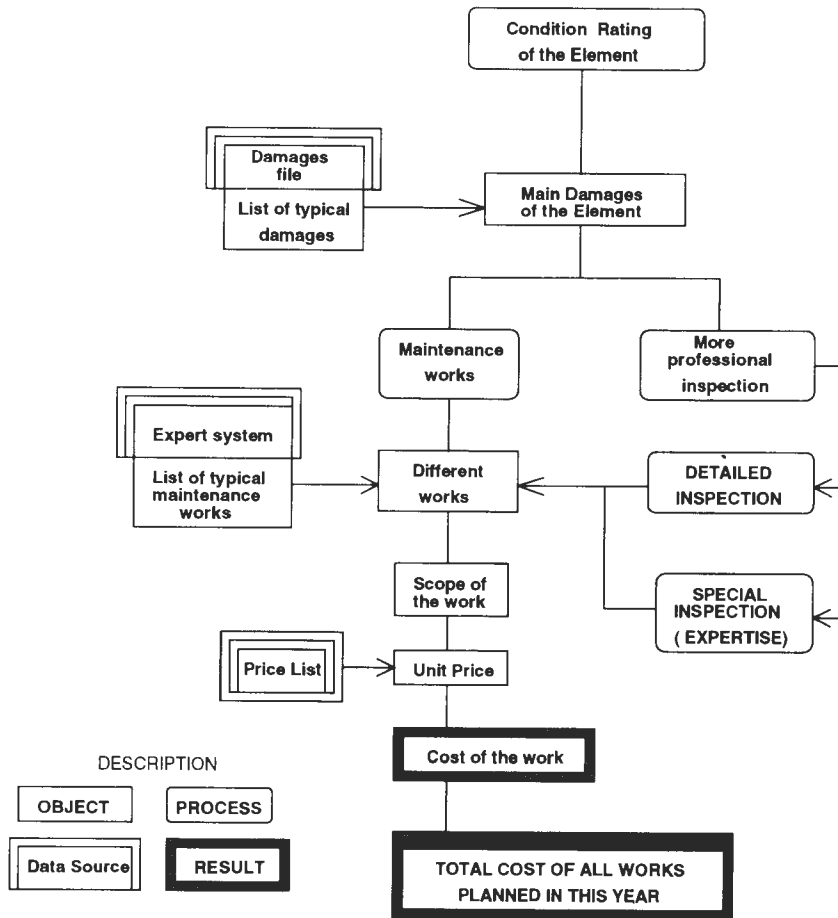 Condition Rating
of the Element
Damages
file
List of typical
damages
Main Damages
of the Element
Maintenance
works
More
professional
inspection
Expert system
List of typical
maintenance
works
Different
works
DETAILED
INSPECTION
Scope of
the work
SPECIAL
INSPECTION
( EXPERTISE)
Price List
Unit Price
Cost of the work
DESCRIPTION
OBJECT
PROCESS
Data Source
RESULT
TOTAL COST OF ALL WORKS
PLANNED IN THIS YEAR